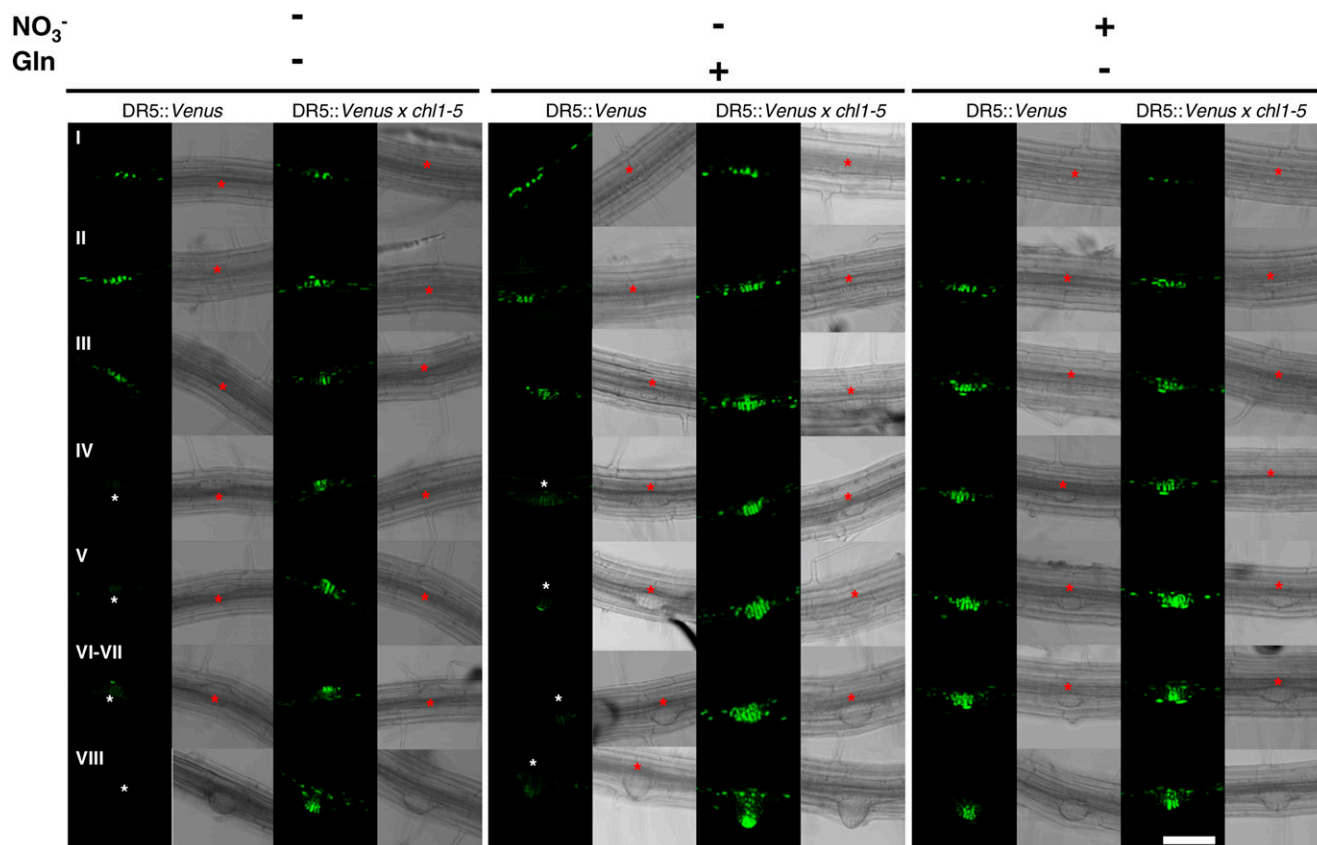 NO₃⁻ - - +
Gln - + -
DR5::Venus DR5::Venus x chl1-5 DR5::Venus DR5::Venus x chl1-5 DR5::Venus DR5::Venus x chl1-5
I
II
III
IV
V
VI-VII
VIII